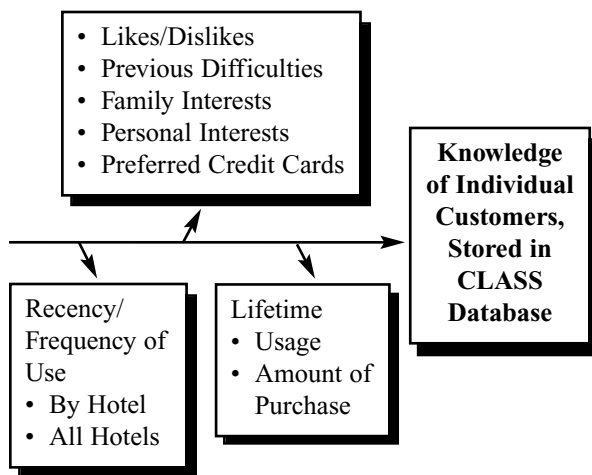 • Likes/Dislikes
• Previous Difficulties
• Family Interests
• Personal Interests
• Preferred Credit Cards
Knowledge
of Individual
Customers,
Stored in
CLASS
Database
Recency/
Frequency of
Use
• By Hotel
• All Hotels
Lifetime
• Usage
• Amount of
Purchase